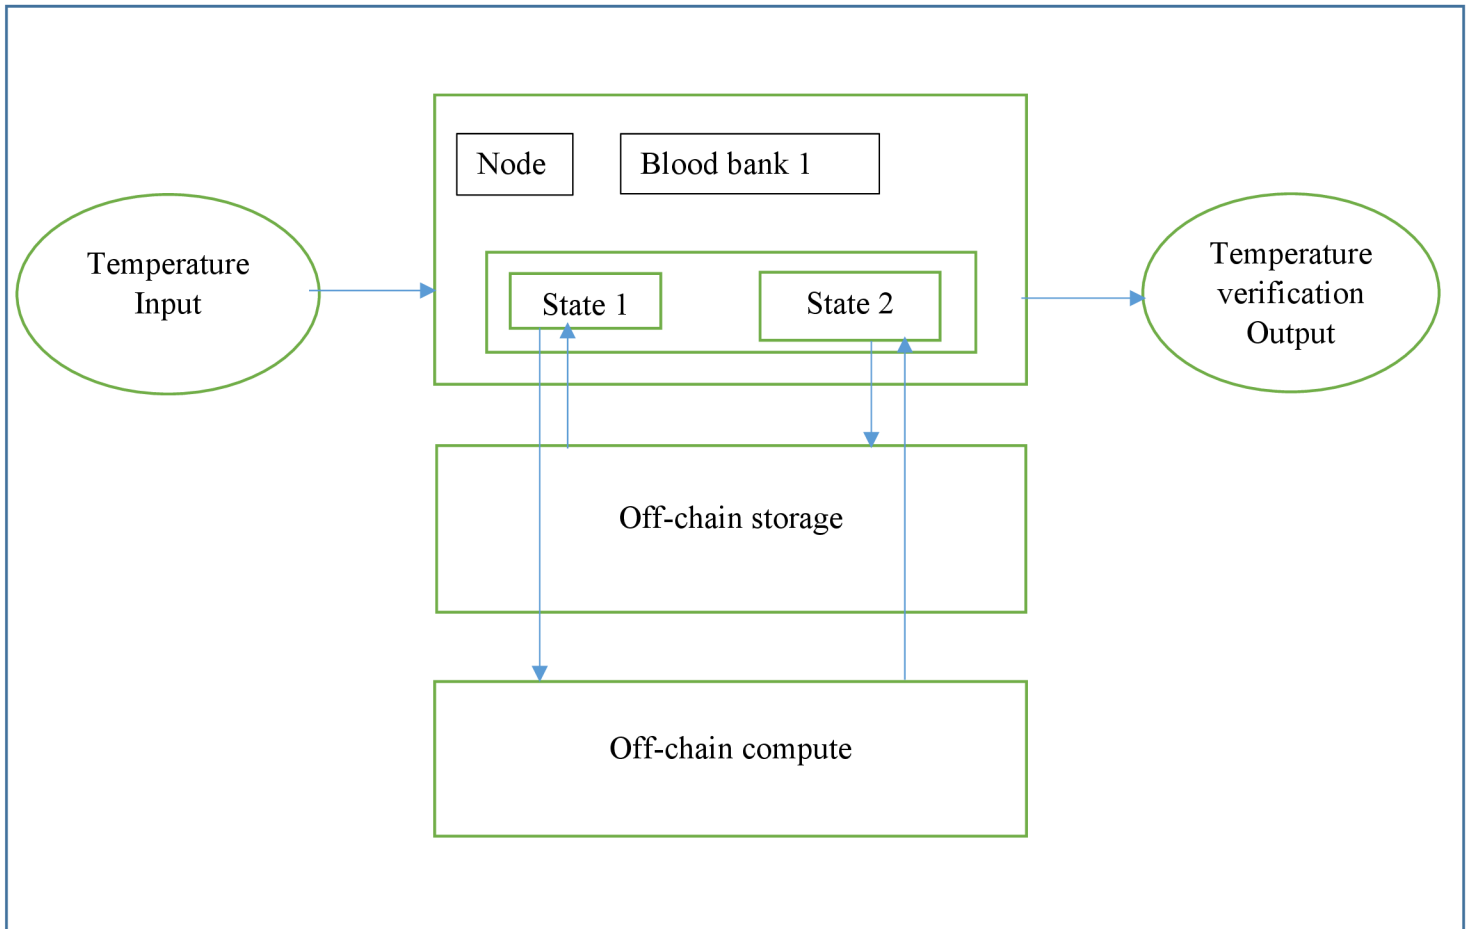 Node
Blood bank 1
Temperature
Input
State 1
State 2
Temperature
verification
Output
Off-chain storage
Off-chain compute